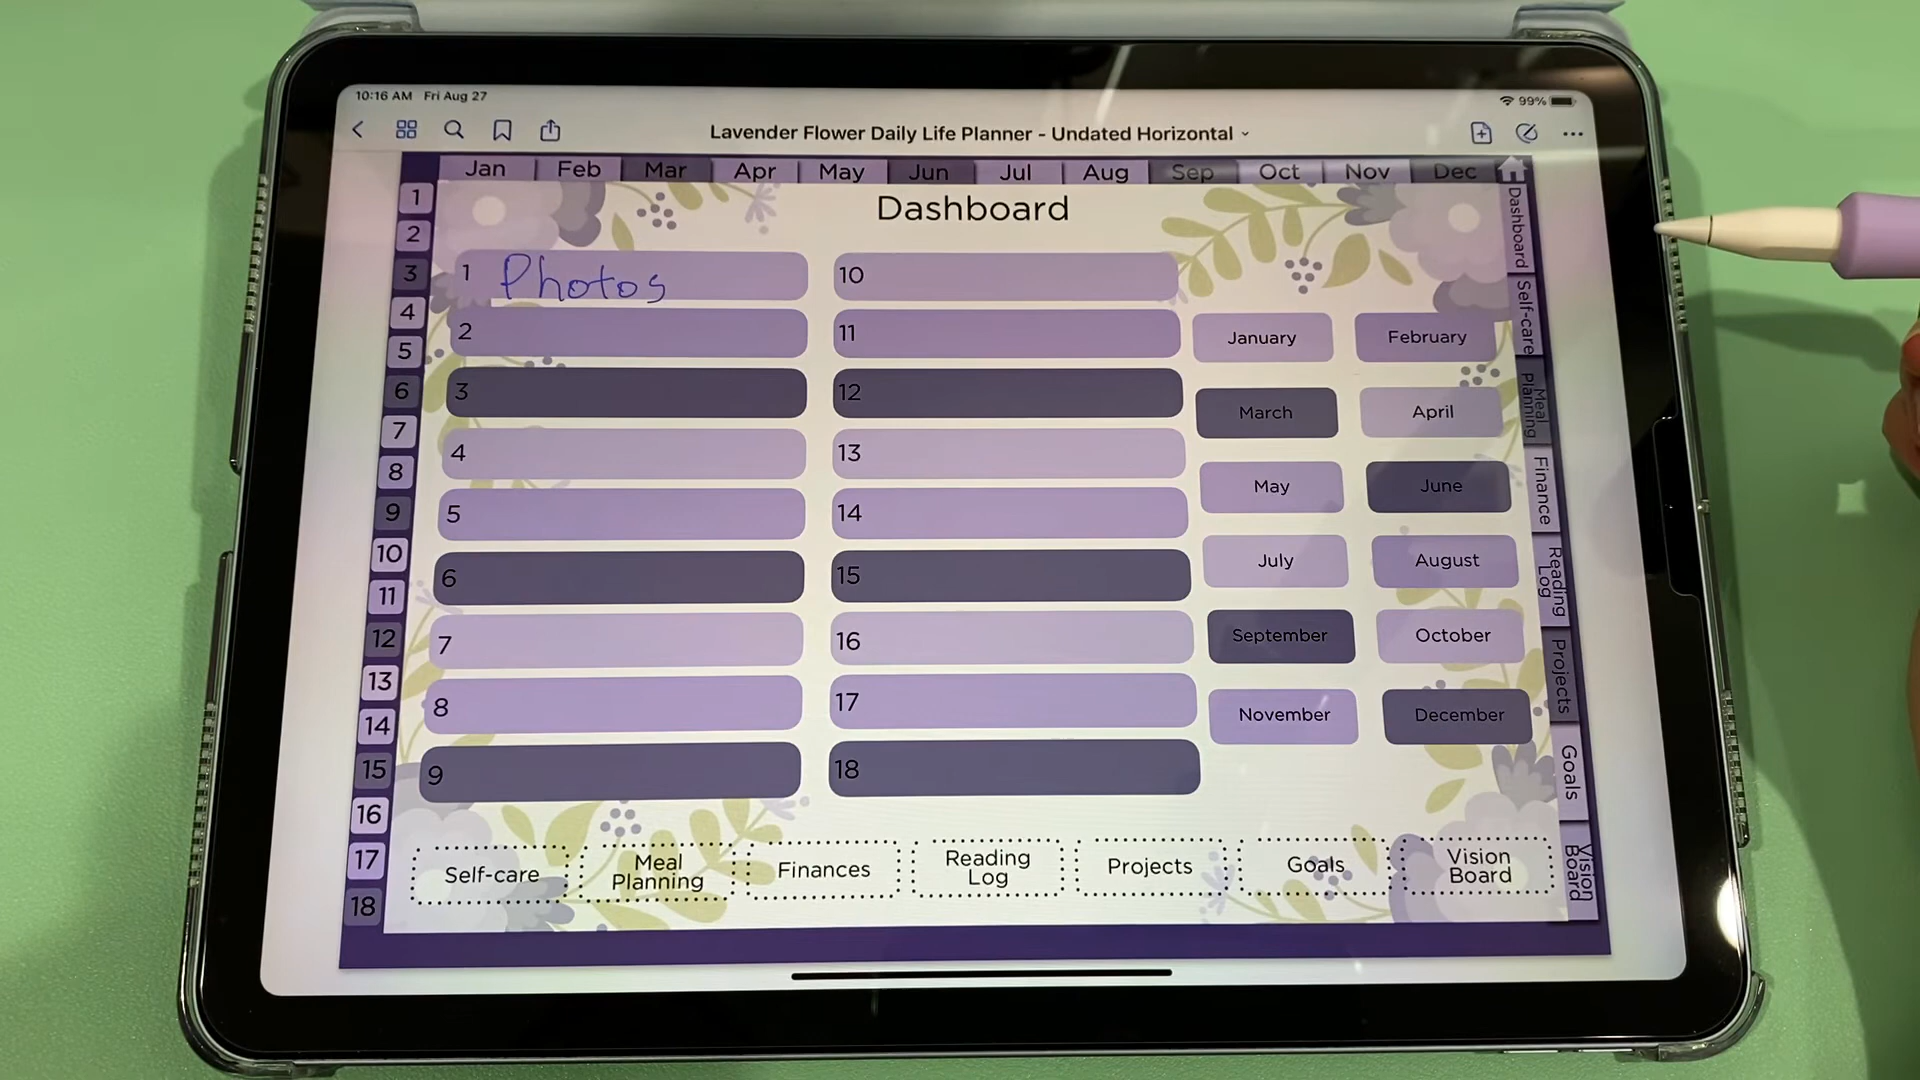 10:16 AM Fri Aug 27
99%
Lavender Flower Daily Life Planner - Undated Horizontal
Jan Feb Mar Apr May Jun Jul Aug Sep Oct Nov Dec
Dashboard
1 Photos
2
3
4
5
6
7
8
9
10
11
12
13
14
15
16
17
18
January February
March April
May June
July August
September October
November December
Self-care
Meal
Planning
Finances
Reading
Log
Projects
Goals
Vision
Board
1
2
3
4
5
6
7
8
9
10
11
12
13
14
15
16
17
18
Dashboard
Self-care
Meal
Planning
Finance
Reading
Log
Projects
Goals
Vision
Board